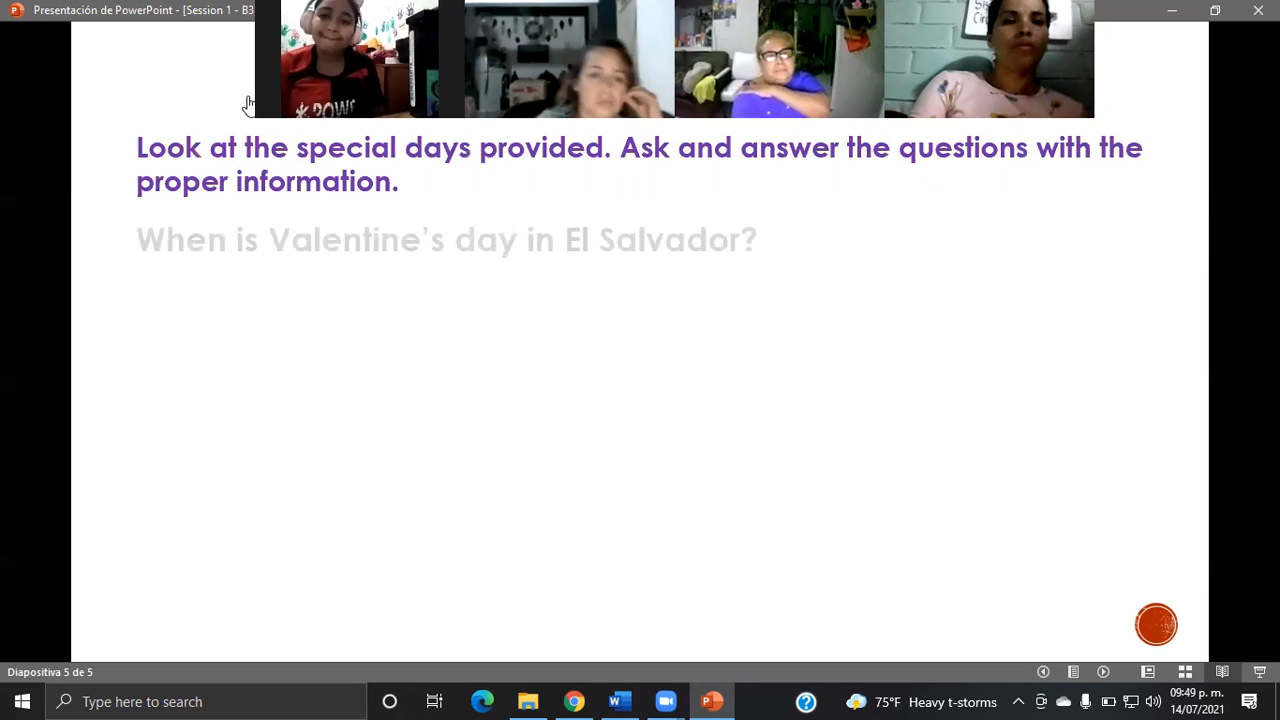 Presentación de PowerPoint - [Session 1 - B3
POWE
Look at the special days provided. Ask and answer the questions with the
proper information.
When is Valentine's day in El Salvador?
Diapositiva 5 de 5
Type here to search
75°F Heavy t-storms
09:49 p. m.
14/07/2021